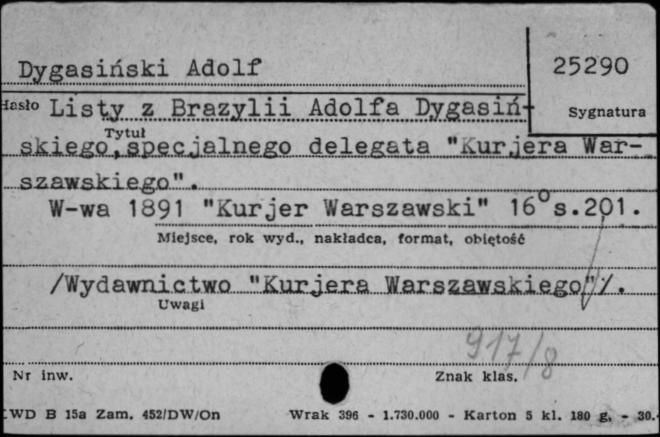 Dygasiński Adolf
25290
Hasło Listy z Brazylii Adolfa Dygasiń-
Sygnatura
Tytuł
skiego,specjalnego delegata "Kurjera War-
szawskiego".
W-wa 1891 "Kurjer Warszawski" 16° s.201.
Miejsce, rok wyd., nakładca, format, obiętość
/Wydawnictwo "Kurjera Warszawskiego"/.
Uwagi
917/8
Nr inw.
Znak klas.
WD B 15a Zam. 452/DW/On Wrak 396 - 1.730.000 - Karton 5 kl. 180 g. - 30.